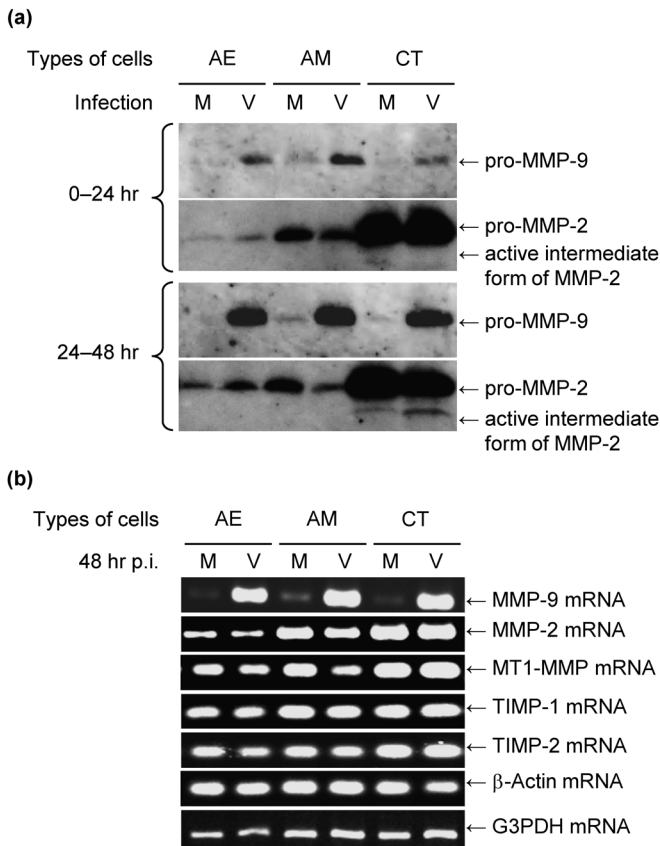 (a)
Types of cells AE AM CT
Infection M V M V M V
0–24 hr
← pro-MMP-9
← pro-MMP-2
← active intermediate
form of MMP-2
24–48 hr
← pro-MMP-9
← pro-MMP-2
← active intermediate
form of MMP-2
(b)
Types of cells AE AM CT
48 hr p.i. M V M V M V
← MMP-9 mRNA
← MMP-2 mRNA
← MT1-MMP mRNA
← TIMP-1 mRNA
← TIMP-2 mRNA
← β-Actin mRNA
← G3PDH mRNA